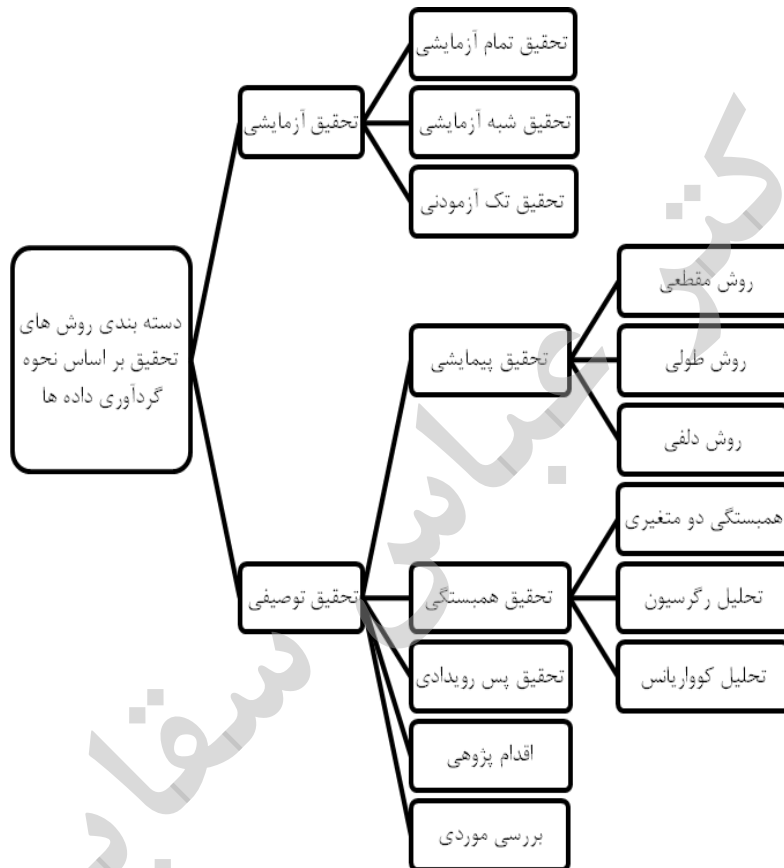 دسته بندی روش های
تحقیق بر اساس نحوه
گردآوری داده ها
تحقیق آزمایشی
تحقیق تمام آزمایشی
تحقیق شبه آزمایشی
تحقیق تک آزمودنی
تحقیق توصیفی
تحقیق پیمایشی
روش مقطعی
روش طولی
روش دلفی
تحقیق همبستگی
همبستگی دو متغیری
تحلیل رگرسیون
تحلیل کوواریانس
تحقیق پس رویدادی
اقدام پژوهی
بررسی موردی
عباس